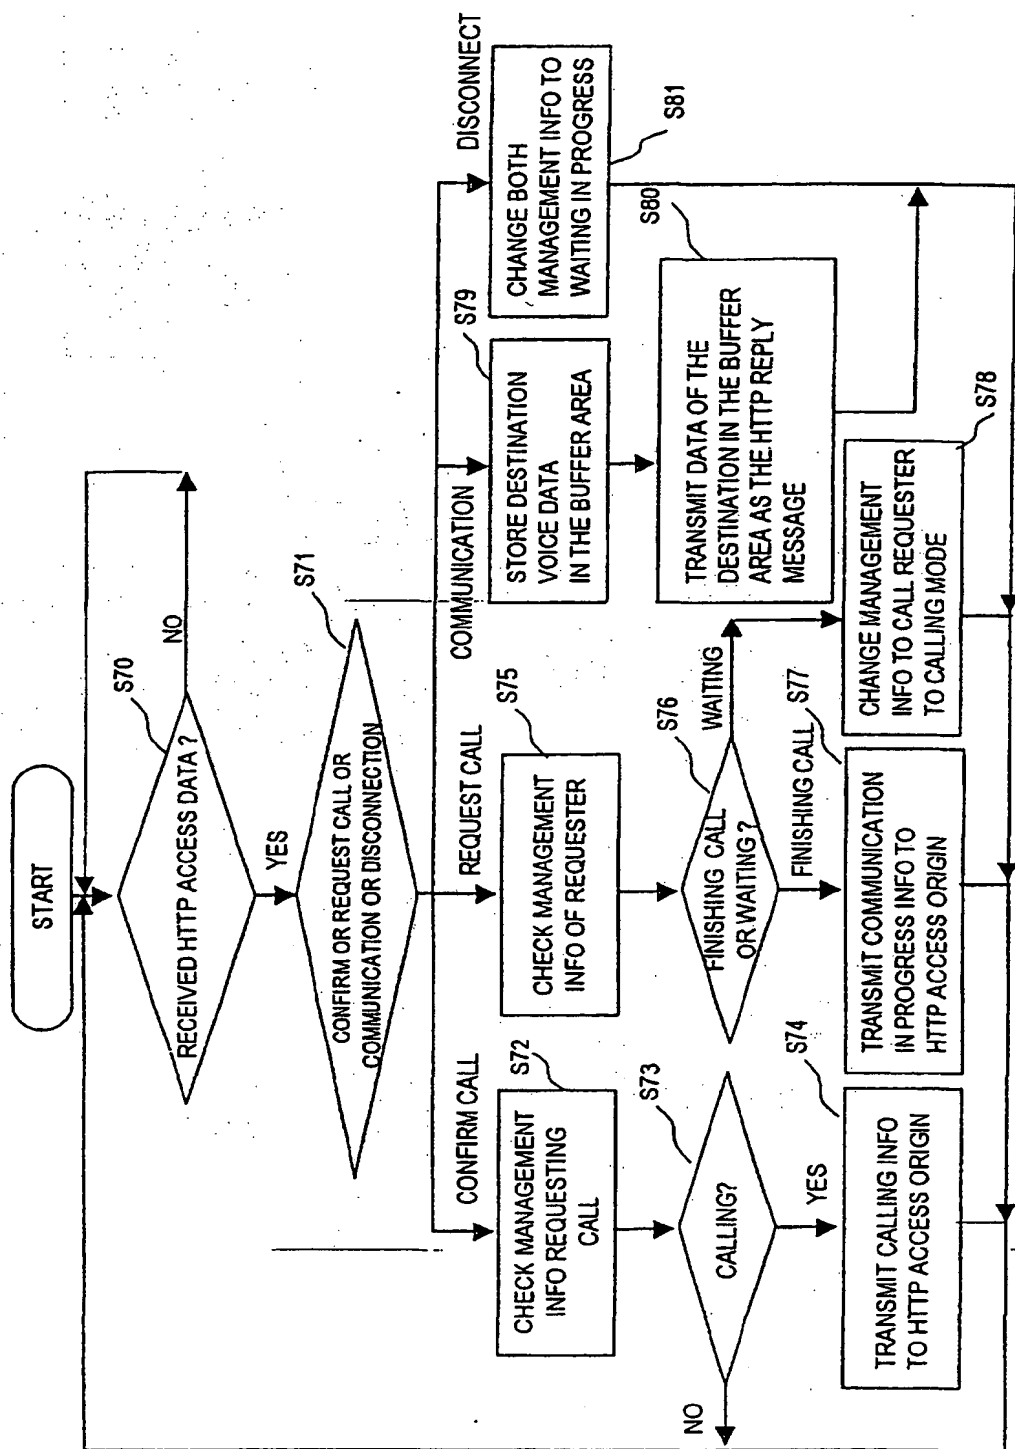 START
S70
RECEIVED HTTP ACCESS DATA ?
NO
YES
S71
CONFIRM OR REQUEST CALL OR
COMMUNICATION OR DISCONNECTION
CONFIRM CALL
REQUEST CALL
COMMUNICATION
DISCONNECT
S72
CHECK MANAGEMENT
INFO REQUESTING
CALL
S75
CHECK MANAGEMENT
INFO OF REQUESTER
S79
STORE DESTINATION
VOICE DATA
IN THE BUFFER AREA
CHANGE BOTH
MANAGEMENT INFO TO
WAITING IN PROGRESS
S81
S73
CALLING?
NO
YES
S76
FINISHING CALL
OR WAITING ?
WAITING
FINISHING CALL
S80
TRANSMIT DATA OF THE
DESTINATION IN THE BUFFER
AREA AS THE HTTP REPLY
MESSAGE
S74
TRANSMIT CALLING INFO
TO HTTP ACCESS ORIGIN
S77
TRANSMIT COMMUNICATION
IN PROGRESS INFO TO
HTTP ACCESS ORIGIN
CHANGE MANAGEMENT
INFO TO CALL REQUESTER
TO CALLING MODE
S78